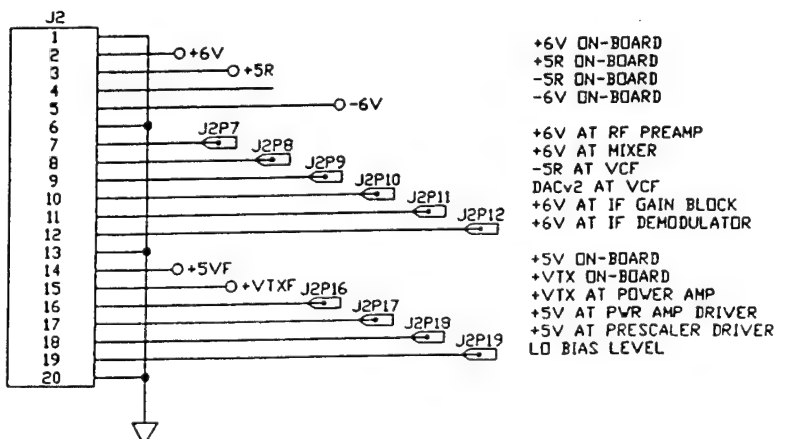 J2
1
2 +6V
3 +5R
4
5 -6V
6
7 J2P7
8 J2P8
9 J2P9
10 J2P10
11 J2P11
12 J2P12
13
14 +5VF
15 +VTXF
16 J2P16
17 J2P17
18 J2P18
19 J2P19
20
+6V ON-BOARD
+5R ON-BOARD
-5R ON-BOARD
-6V ON-BOARD
+6V AT RF PREAMP
+6V AT MIXER
-5R AT VCF
DACv2 AT VCF
+6V AT IF GAIN BLOCK
+6V AT IF DEMODULATOR
+5V ON-BOARD
+VTX ON-BOARD
+VTX AT POWER AMP
+5V AT PWR AMP DRIVER
+5V AT PRESCALER DRIVER
LO BIAS LEVEL